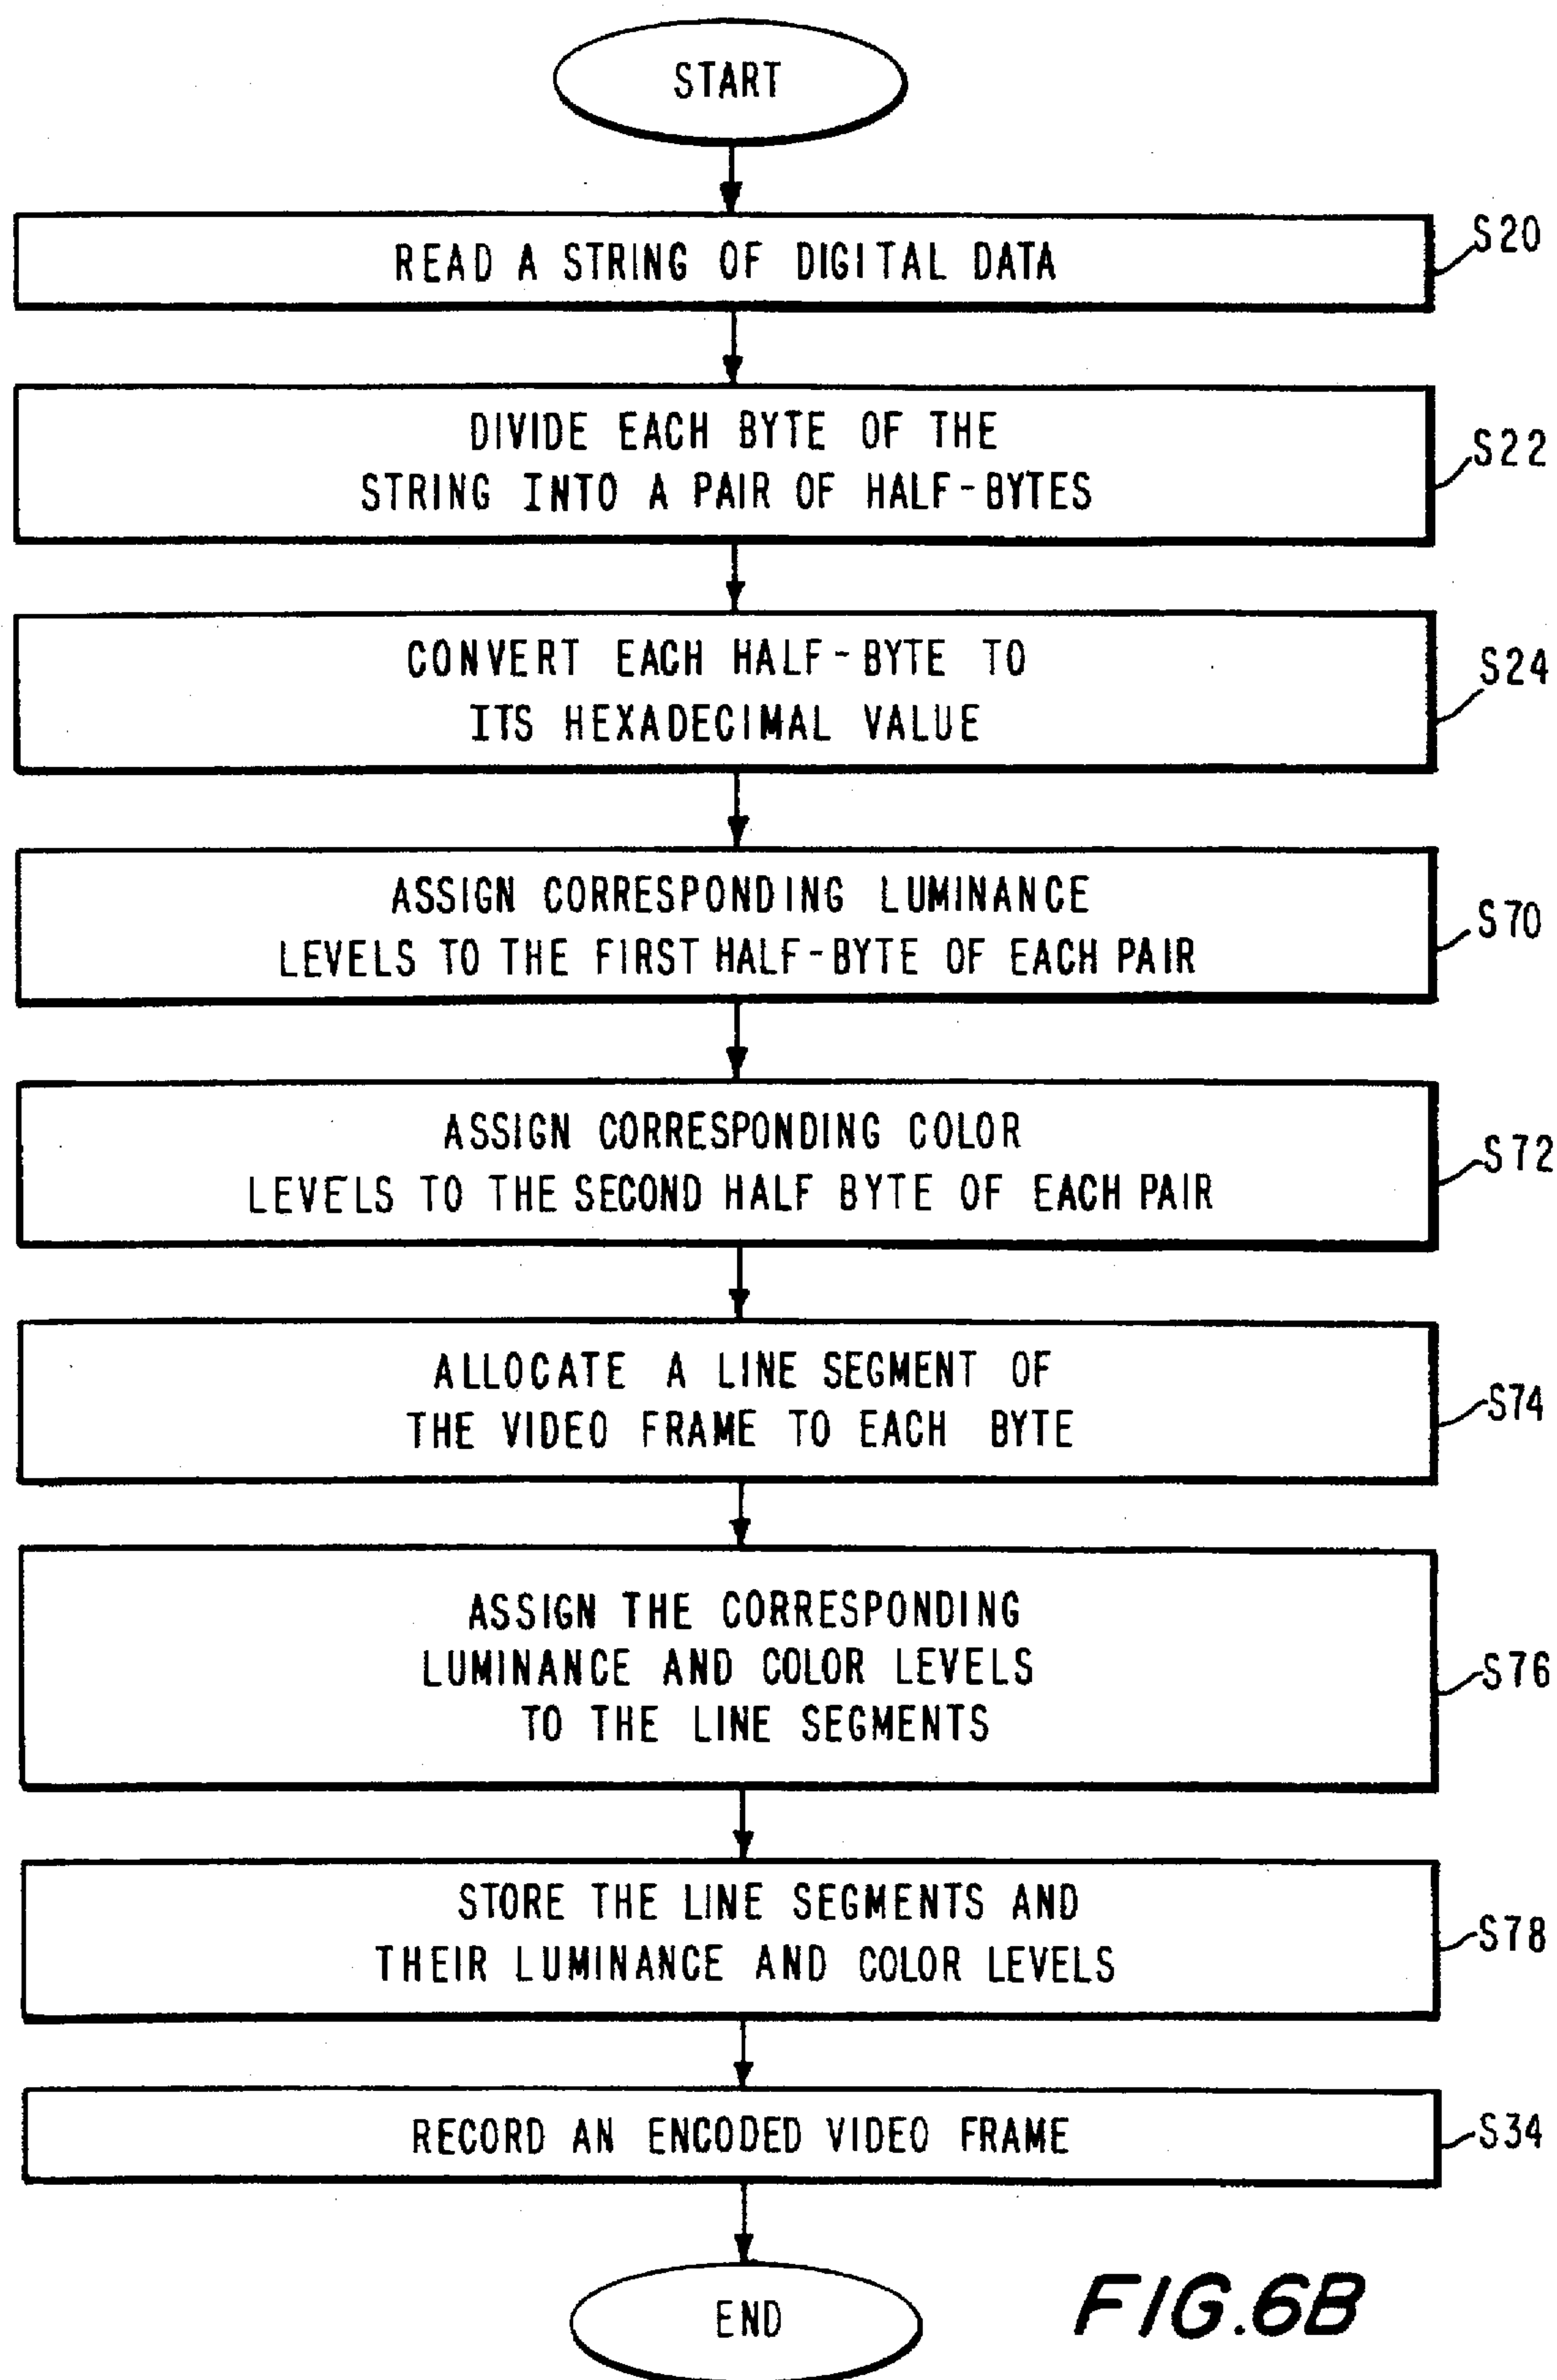 START
READ A STRING OF DIGITAL DATA
S20
DIVIDE EACH BYTE OF THE
STRING INTO A PAIR OF HALF-BYTES
S22
CONVERT EACH HALF-BYTE TO
ITS HEXADECIMAL VALUE
S24
ASSIGN CORRESPONDING LUMINANCE
LEVELS TO THE FIRST HALF-BYTE OF EACH PAIR
S70
ASSIGN CORRESPONDING COLOR
LEVELS TO THE SECOND HALF BYTE OF EACH PAIR
S72
ALLOCATE A LINE SEGMENT OF
THE VIDEO FRAME TO EACH BYTE
S74
ASSIGN THE CORRESPONDING
LUMINANCE AND COLOR LEVELS
TO THE LINE SEGMENTS
S76
STORE THE LINE SEGMENTS AND
THEIR LUMINANCE AND COLOR LEVELS
S78
RECORD AN ENCODED VIDEO FRAME
S34
END
FIG.6B